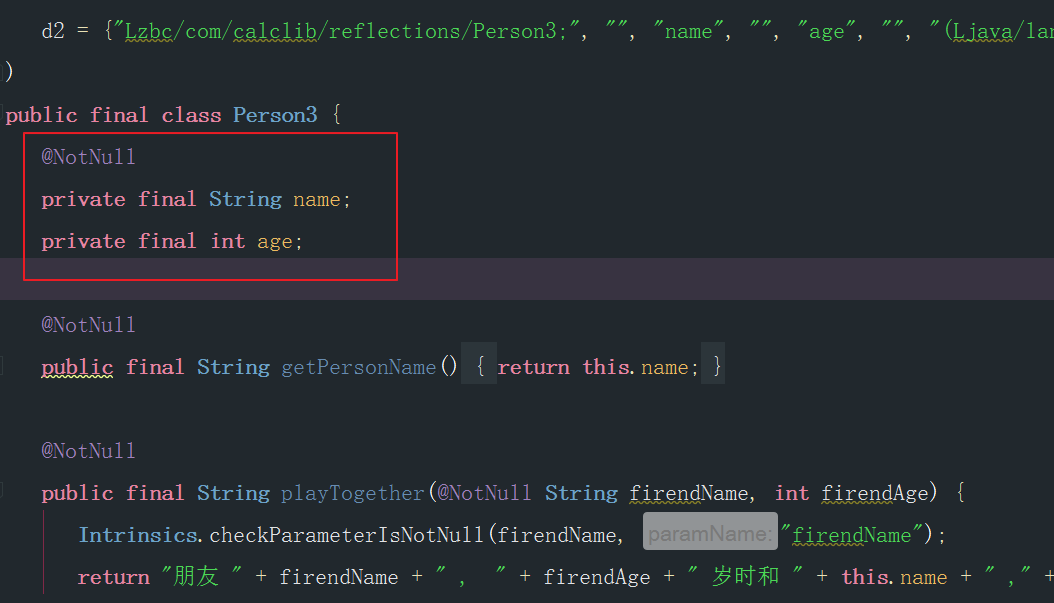 d2 = {"Lzbc/com/calclib/reflections/Person3;", "", "name", "", "age", "", "(Ljava/lan
)
public final class Person3 {
@NotNull
private final String name;
private final int age;
@NotNull
public final String getPersonName() { return this.name; }
@NotNull
public final String playTogether(@NotNull String firendName, int firendAge) {
Intrinsics.checkParameterIsNotNull(firendName, paramName: "firendName");
return "朋友 " + firendName + " ,  " + firendAge + " 岁时和 " + this.name + " ," +